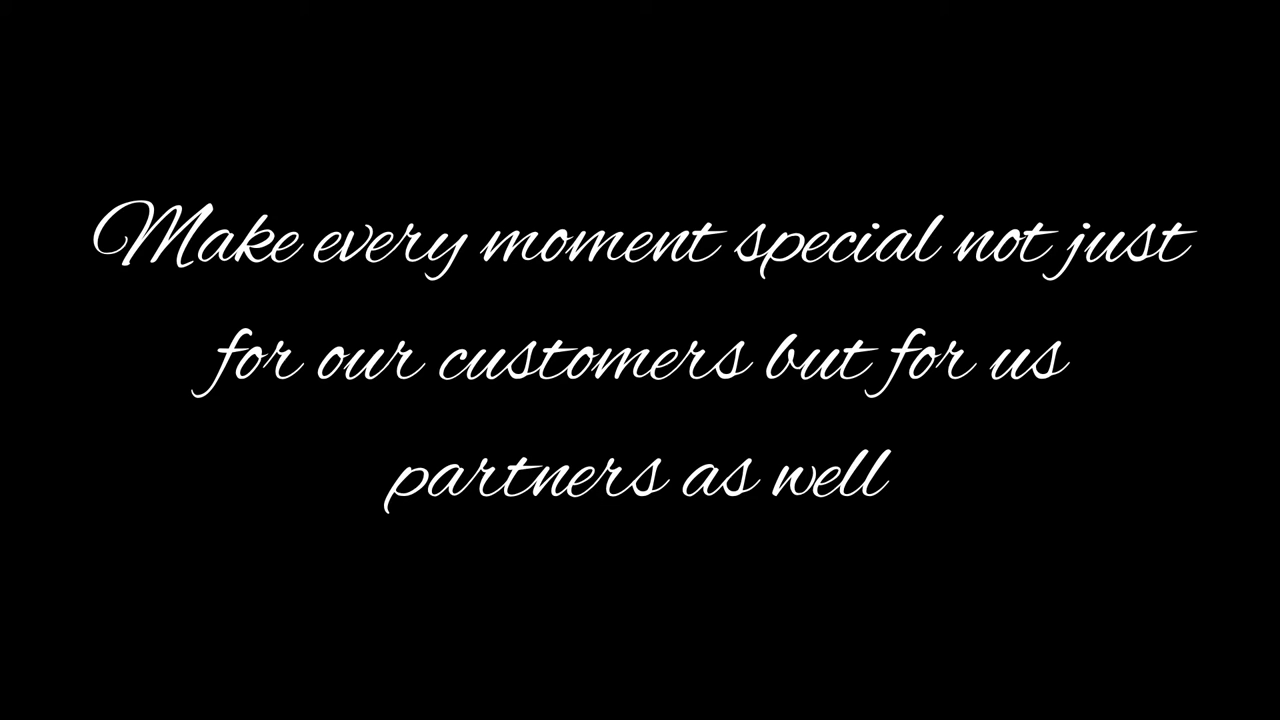 Make every moment special not just
for our customers but for us
partners as well